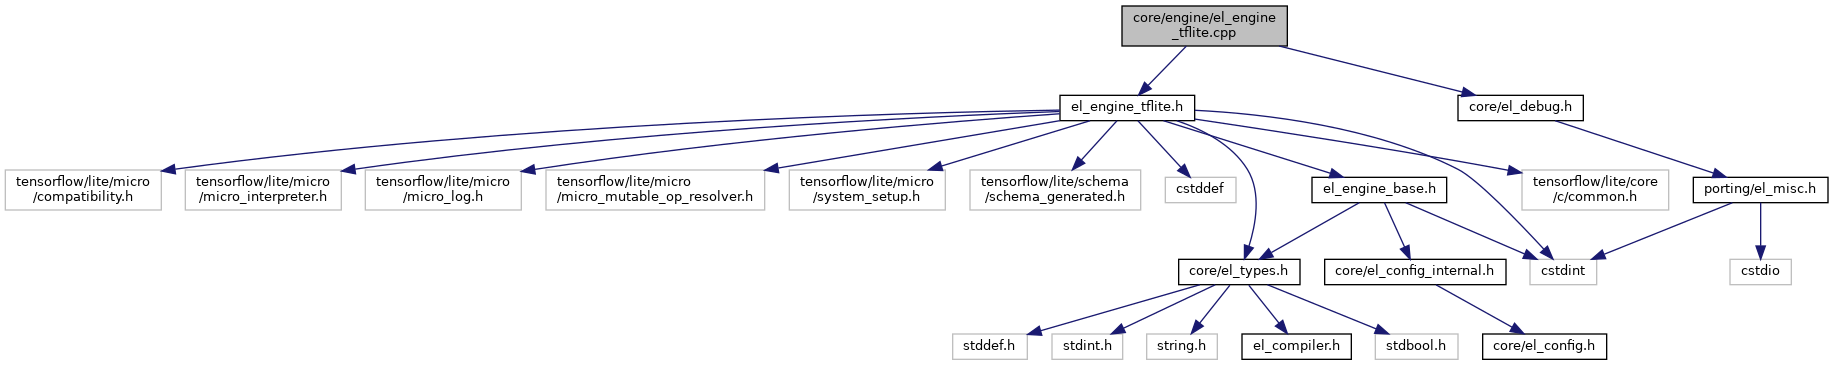 core/engine/el_engine
_tflite.cpp
el_engine_tflite.h
core/el_debug.h
tensorflow/lite/micro
/compatibility.h
tensorflow/lite/micro
/micro_interpreter.h
tensorflow/lite/micro
/micro_log.h
tensorflow/lite/micro
/micro_mutable_op_resolver.h
tensorflow/lite/micro
/system_setup.h
tensorflow/lite/schema
/schema_generated.h
cstddef
el_engine_base.h
tensorflow/lite/core
/c/common.h
porting/el_misc.h
core/el_types.h
core/el_config_internal.h
cstdint
cstdio
stddef.h
stdint.h
string.h
el_compiler.h
stdbool.h
core/el_config.h